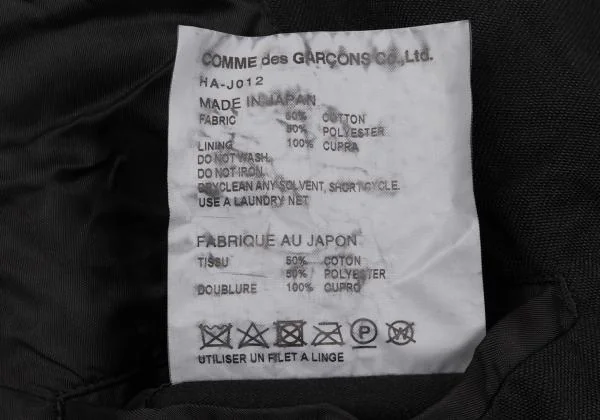 COMME des GARÇONS Co.,Ltd.
HA-J012
MADE IN JAPAN
FABRIC 50% COTTON
50% POLYESTER
LINING 100% CUPRA
DO NOT WASH.
DO NOT IRON.
DRYCLEAN ANY SOLVENT, SHORT CYCLE.
USE A LAUNDRY NET
FABRIQUE AU JAPON
TISSU 50% COTON
50% POLYESTER
DOUBLURE 100% CUPRO
P W
UTILISER UN FILET A LINGE